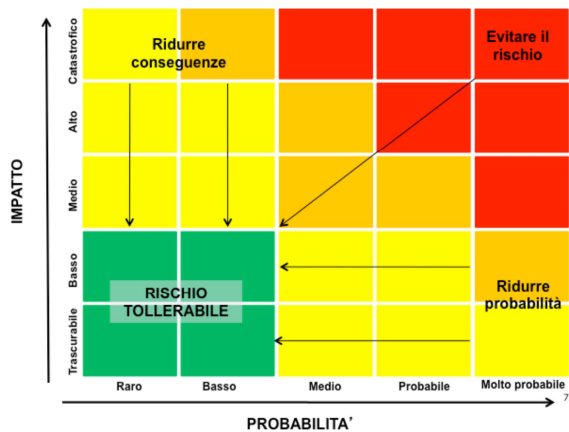 Catastrofico
Ridurre
conseguenze
Evitare il
rischio
Alto
IMPATTO
Medio
Basso
RISCHIO
TOLLERABILE
Ridurre
probabilità
Trascurabile
Raro
Basso
Medio
Probabile
Molto probabile
7
PROBABILITA'